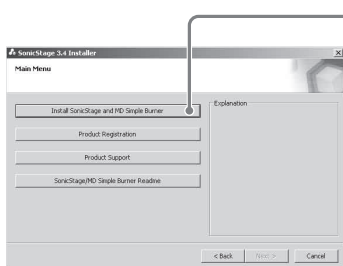 SonicStage 3.4 Installer
Main Menu
Install SonicStage and MD Simple Burner
Product Registration
Product Support
SonicStage/MD Simple Burner Readme
Explanation
< Back
Next >
Cancel